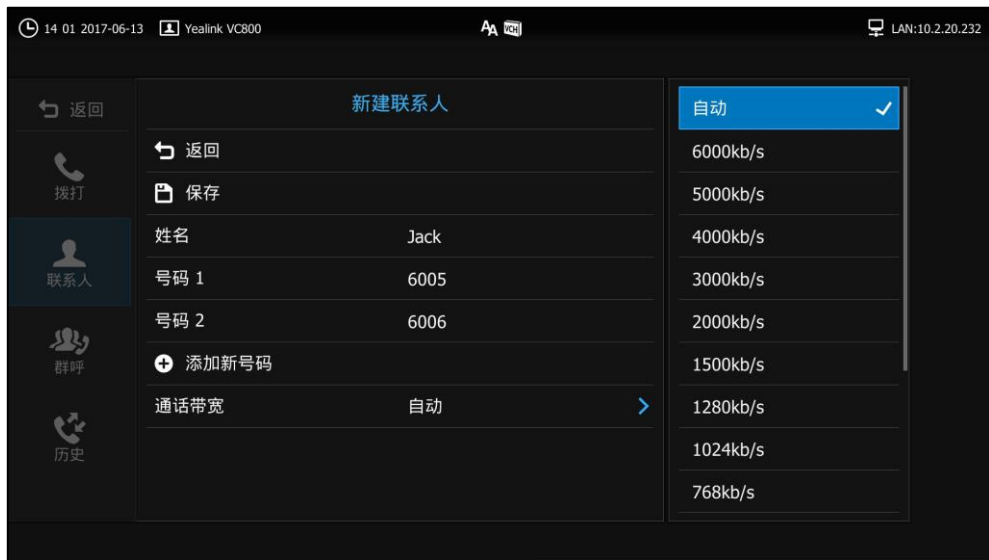 14 01 2017-06-13 Yealink VC800 AA VCH LAN:10.2.20.232
返回
拨打
联系人
群呼
历史
新建联系人
返回
保存
姓名 Jack
号码 1 6005
号码 2 6006
添加新号码
通话带宽 自动
自动
6000kb/s
5000kb/s
4000kb/s
3000kb/s
2000kb/s
1500kb/s
1280kb/s
1024kb/s
768kb/s